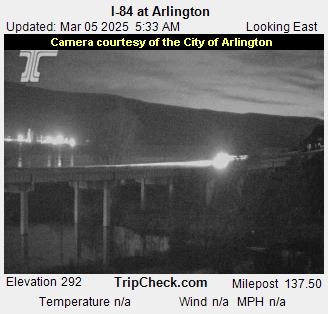 I-84 at Arlington
Updated: Mar 05 2025 5:33 AM Looking East
Camera courtesy of the City of Arlington
Elevation 292 TripCheck.com Milepost 137.50
Temperature n/a Wind n/a MPH n/a